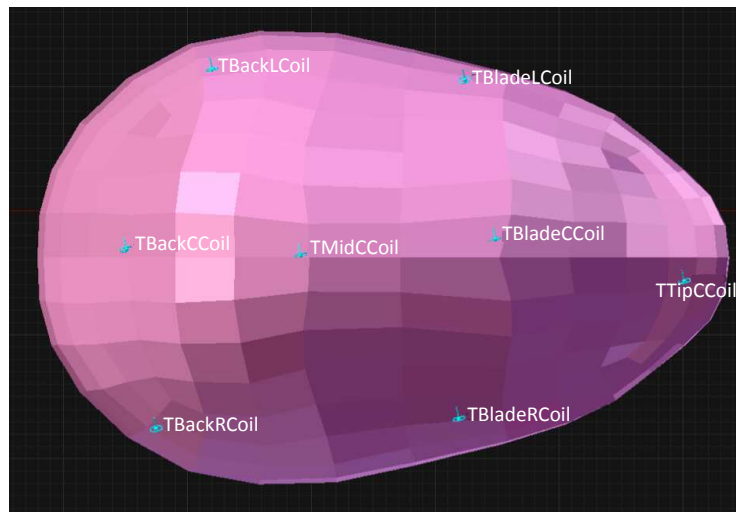 TBackLCoil
TBladeLCoil
TBackCCoil
TMidCCoil
TBladeCCoil
TTipCCoil
TBackRCoil
TBladeRCoil